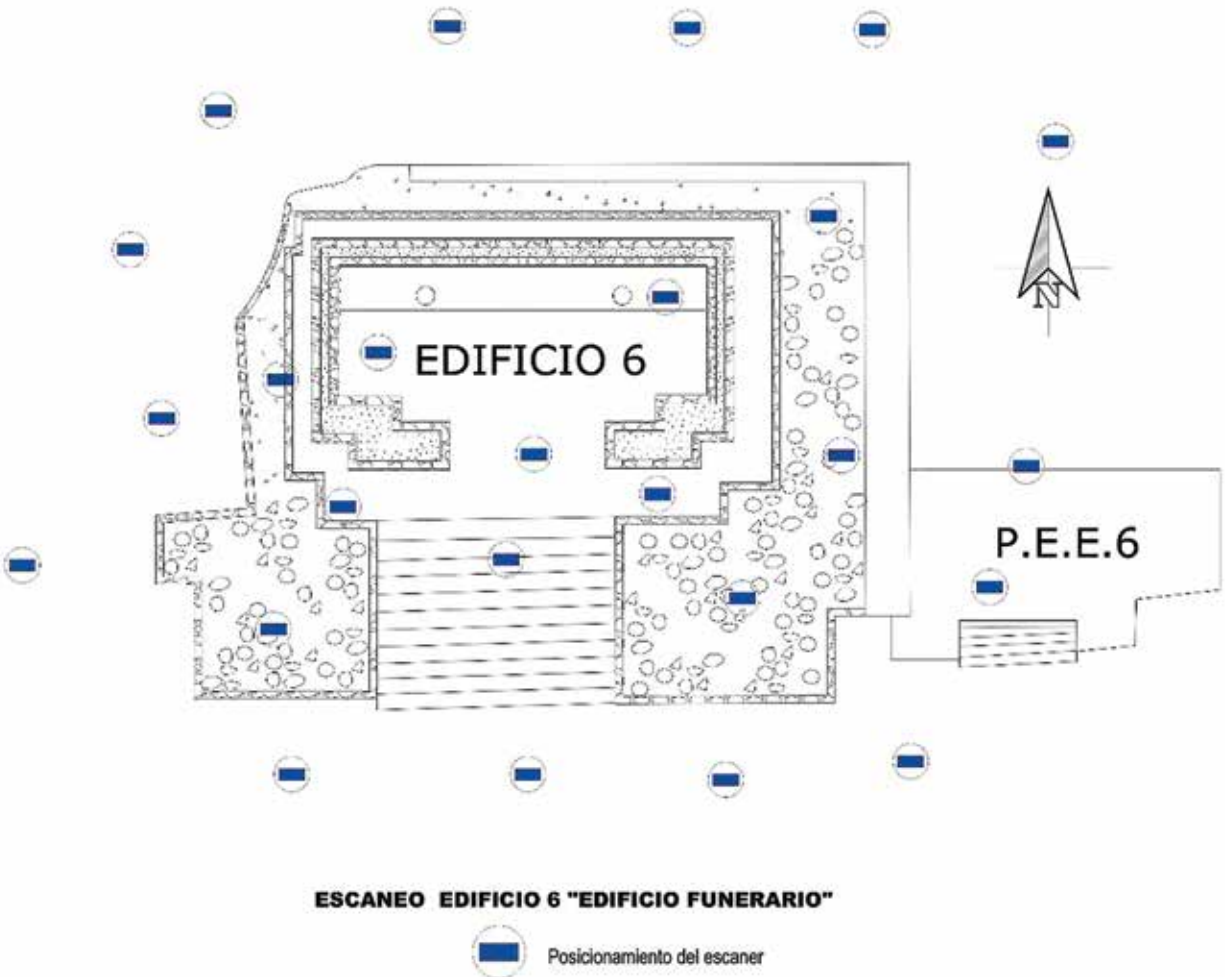 N
EDIFICIO 6
P.E.E.6
ESCANEO EDIFICIO 6 "EDIFICIO FUNERARIO"
Posicionamiento del escaner